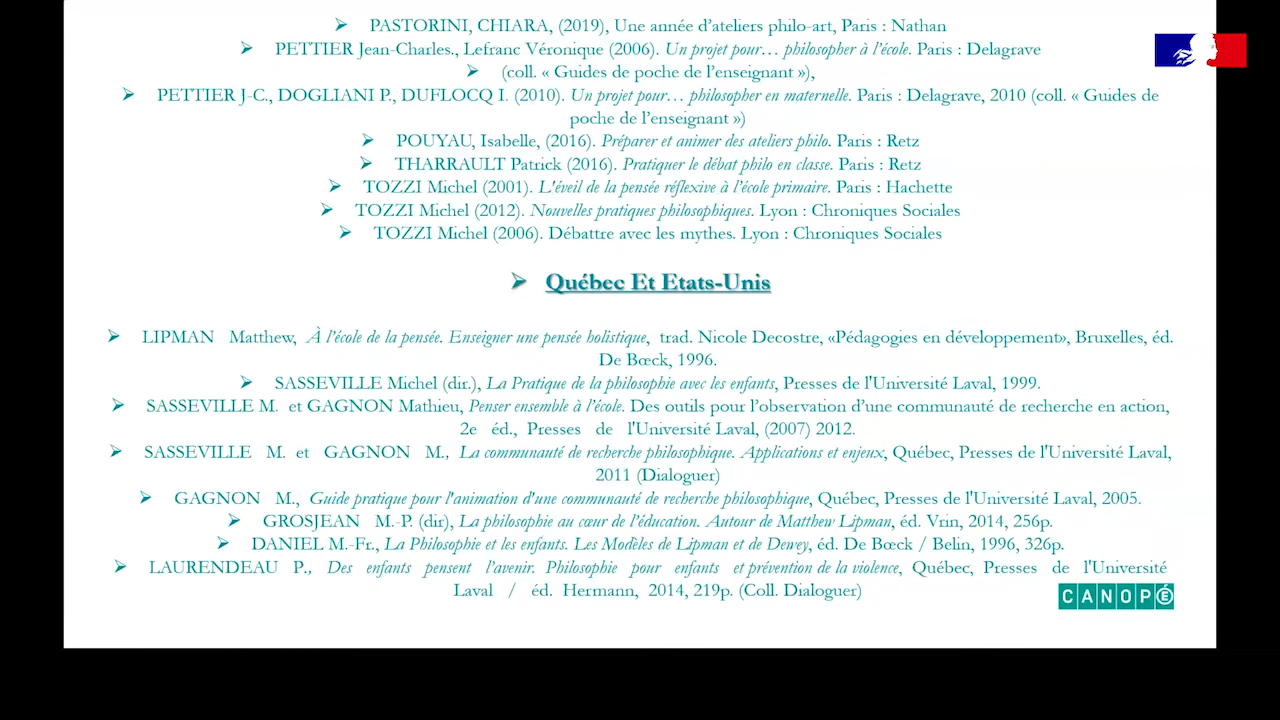 ➢ PASTORINI, CHIARA, (2019), Une année d’ateliers philo-art, Paris : Nathan
➢ PETTIER Jean-Charles., Lefranc Véronique (2006). Un projet pour… philosopher à l’école. Paris : Delagrave
➢ (coll. « Guides de poche de l’enseignant »),
➢ PETTIER J-C., DOGLIANI P., DUFLOCQ I. (2010). Un projet pour… philosopher en maternelle. Paris : Delagrave, 2010 (coll. « Guides de
poche de l’enseignant »)
➢ POUYAU, Isabelle, (2016). Préparer et animer des ateliers philo. Paris : Retz
➢ THARRAULT Patrick (2016). Pratiquer le débat philo en classe. Paris : Retz
➢ TOZZI Michel (2001). L'éveil de la pensée réflexive à l’école primaire. Paris : Hachette
➢ TOZZI Michel (2012). Nouvelles pratiques philosophiques. Lyon : Chroniques Sociales
➢ TOZZI Michel (2006). Débattre avec les mythes. Lyon : Chroniques Sociales
➢ Québec Et Etats-Unis
➢ LIPMAN Matthew, À l’école de la pensée. Enseigner une pensée holistique, trad. Nicole Decostre, «Pédagogies en développement», Bruxelles, éd.
De Bœck, 1996.
➢ SASSEVILLE Michel (dir.), La Pratique de la philosophie avec les enfants, Presses de l'Université Laval, 1999.
➢ SASSEVILLE M. et GAGNON Mathieu, Penser ensemble à l’école. Des outils pour l’observation d’une communauté de recherche en action,
2e éd., Presses de l'Université Laval, (2007) 2012.
➢ SASSEVILLE M. et GAGNON M., La communauté de recherche philosophique. Applications et enjeux, Québec, Presses de l'Université Laval,
2011 (Dialoguer)
➢ GAGNON M., Guide pratique pour l'animation d'une communauté de recherche philosophique, Québec, Presses de l'Université Laval, 2005.
➢ GROSJEAN M.-P. (dir), La philosophie au cœur de l’éducation. Autour de Matthew Lipman, éd. Vrin, 2014, 256p.
➢ DANIEL M.-Fr., La Philosophie et les enfants. Les Modèles de Lipman et de Dewey, éd. De Bœck / Belin, 1996, 326p.
➢ LAURENDEAU P., Des enfants pensent l’avenir. Philosophie pour enfants et prévention de la violence, Québec, Presses de l'Université
Laval / éd. Hermann, 2014, 219p. (Coll. Dialoguer)
CANOPÉ